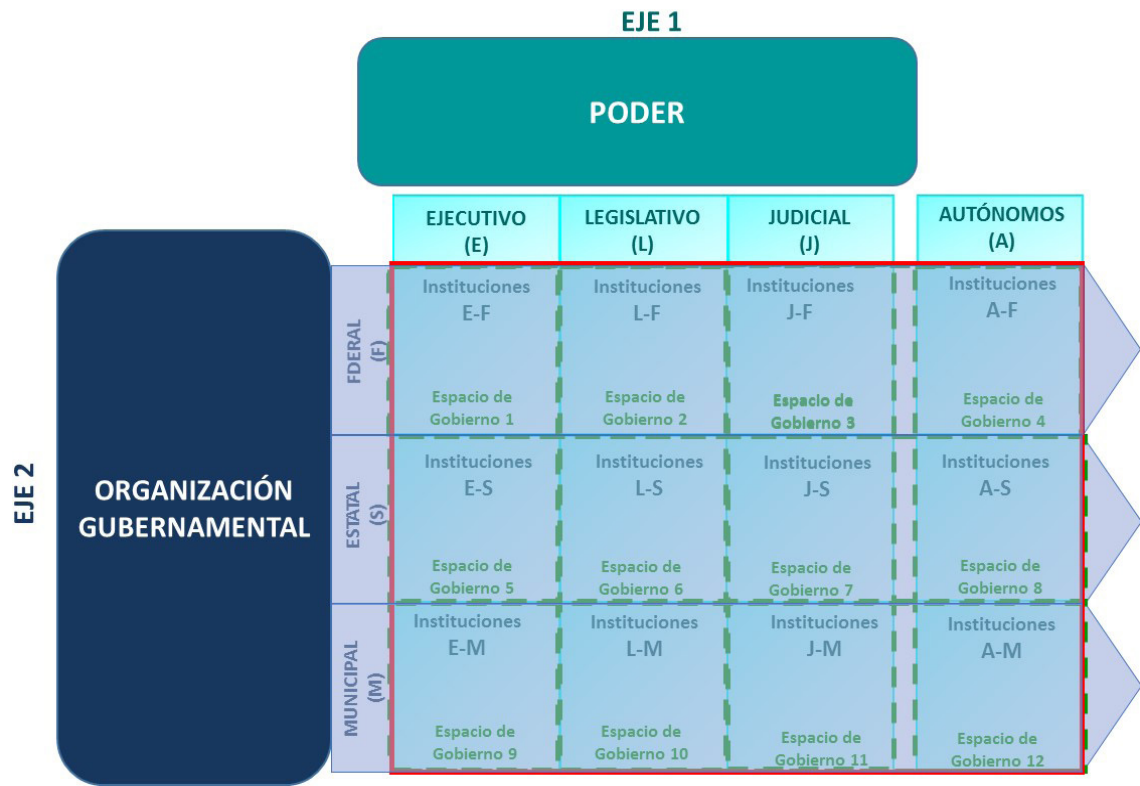 EJE 1
PODER
EJECUTIVO
(E)
LEGISLATIVO
(L)
JUDICIAL
(J)
AUTÓNOMOS
(A)
EJE 2
ORGANIZACIÓN
GUBERNAMENTAL
FDERAL
(F)
Instituciones
E-F
Espacio de
Gobierno 1
Instituciones
L-F
Espacio de
Gobierno 2
Instituciones
J-F
Espacio de
Gobierno 3
Instituciones
A-F
Espacio de
Gobierno 4
ESTATAL
(S)
Instituciones
E-S
Espacio de
Gobierno 5
Instituciones
L-S
Espacio de
Gobierno 6
Instituciones
J-S
Espacio de
Gobierno 7
Instituciones
A-S
Espacio de
Gobierno 8
MUNICIPAL
(M)
Instituciones
E-M
Espacio de
Gobierno 9
Instituciones
L-M
Espacio de
Gobierno 10
Instituciones
J-M
Espacio de
Gobierno 11
Instituciones
A-M
Espacio de
Gobierno 12